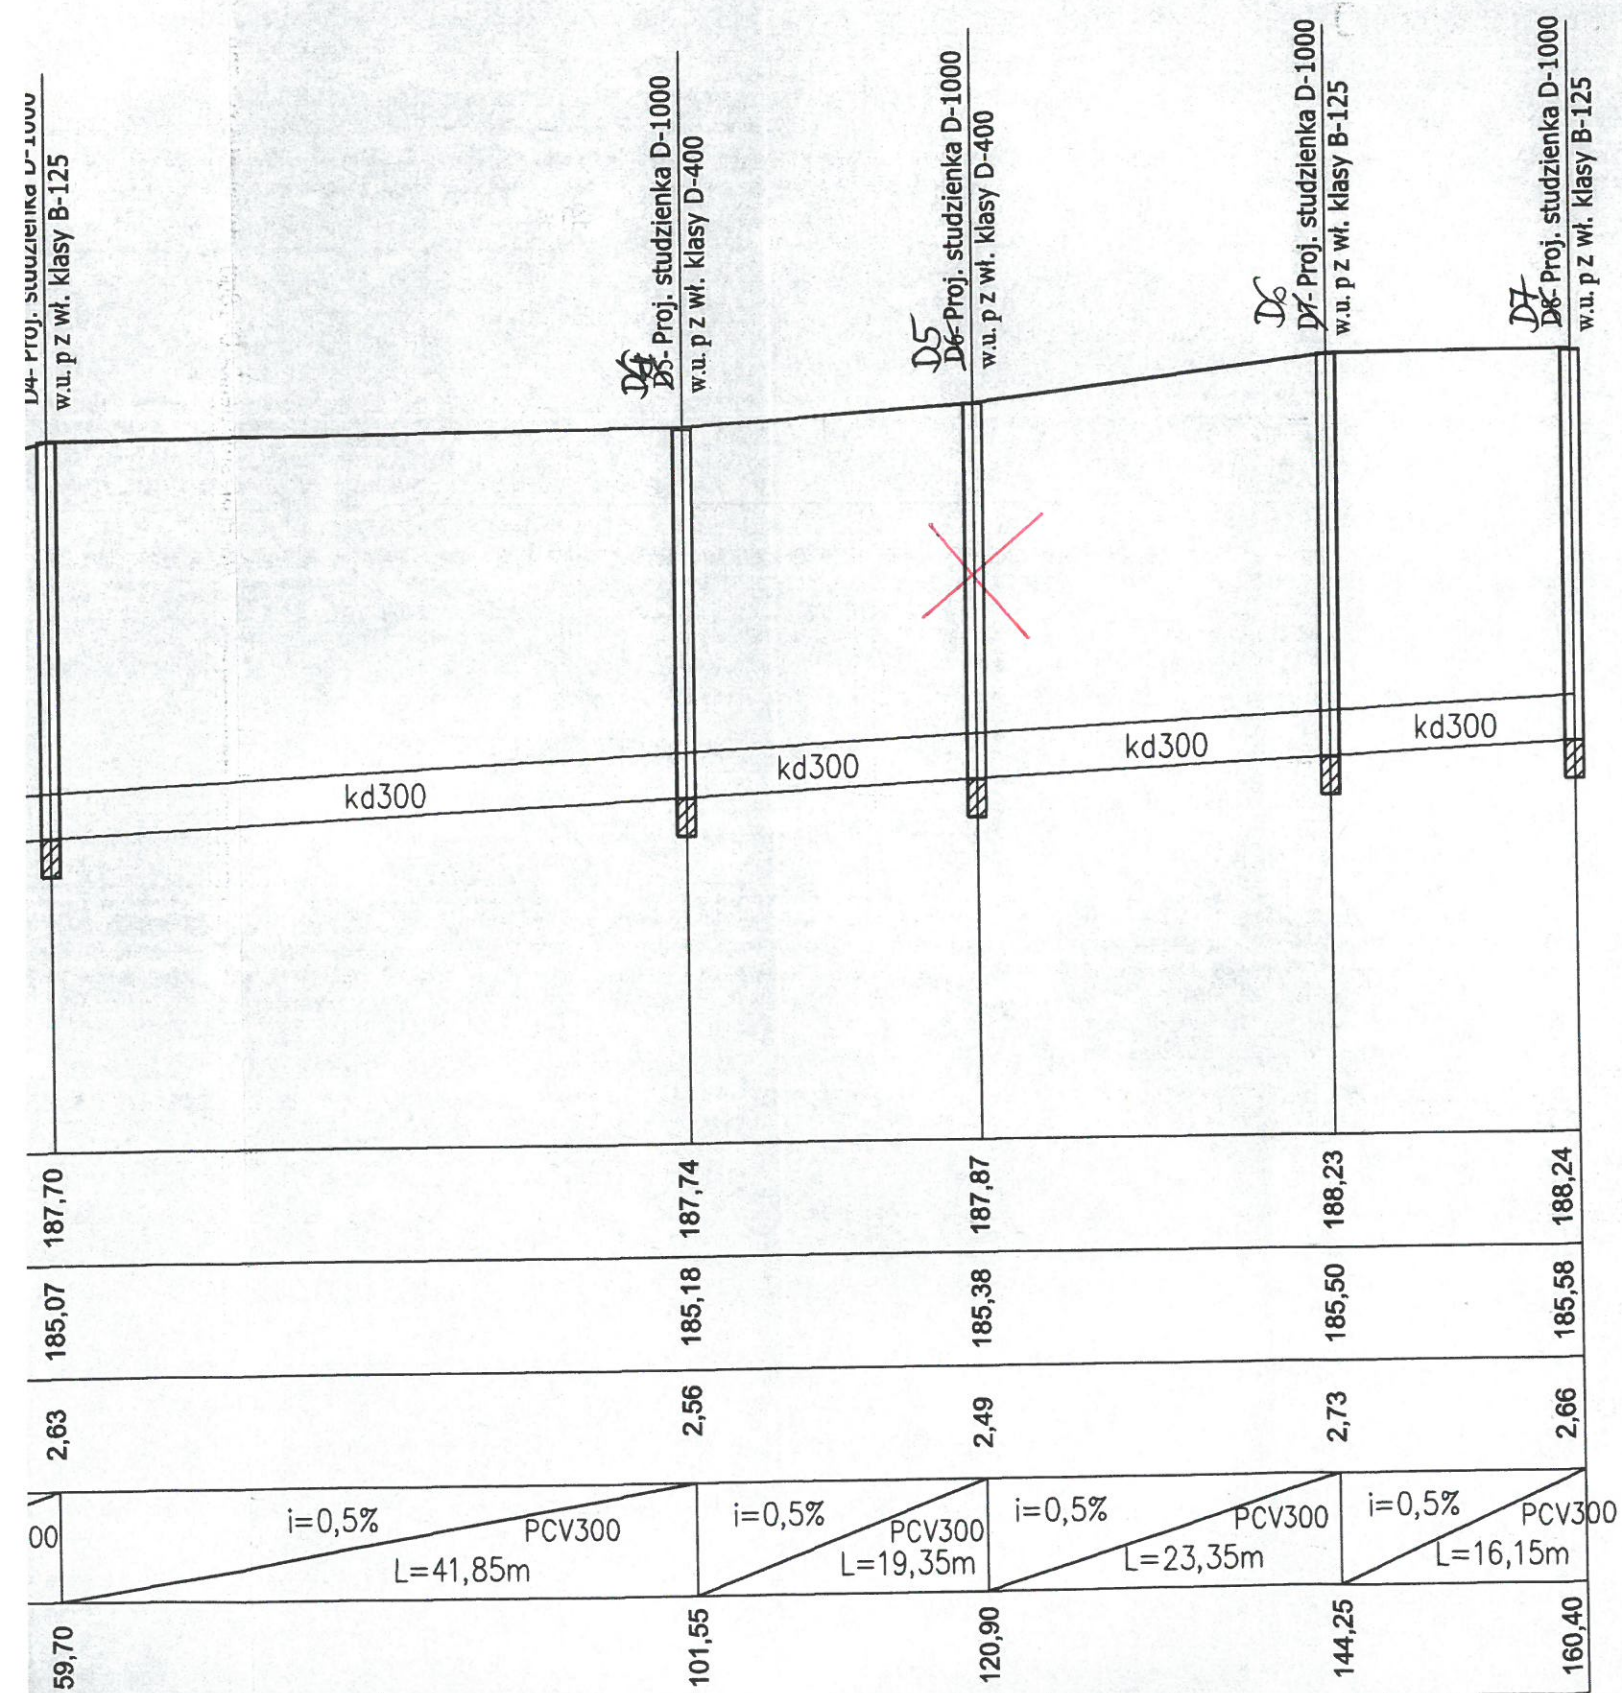 D4- Proj. studzienka D-1000
w.u. p z wł. klasy B-125
D5- Proj. studzienka D-1000
w.u. p z wł. klasy D-400
D5
D6- Proj. studzienka D-1000
w.u. p z wł. klasy D-400
D6
D7- Proj. studzienka D-1000
w.u. p z wł. klasy B-125
D7
D8- Proj. studzienka D-1000
w.u. p z wł. klasy B-125
kd300
kd300
kd300
kd300
187,70
187,74
187,87
188,23
188,24
185,07
185,18
185,38
185,50
185,58
2,63
2,56
2,49
2,73
2,66
00
i=0,5%
PCV300
L=41,85m
i=0,5%
PCV300
L=19,35m
i=0,5%
PCV300
L=23,35m
i=0,5%
PCV300
L=16,15m
59,70
101,55
120,90
144,25
160,40